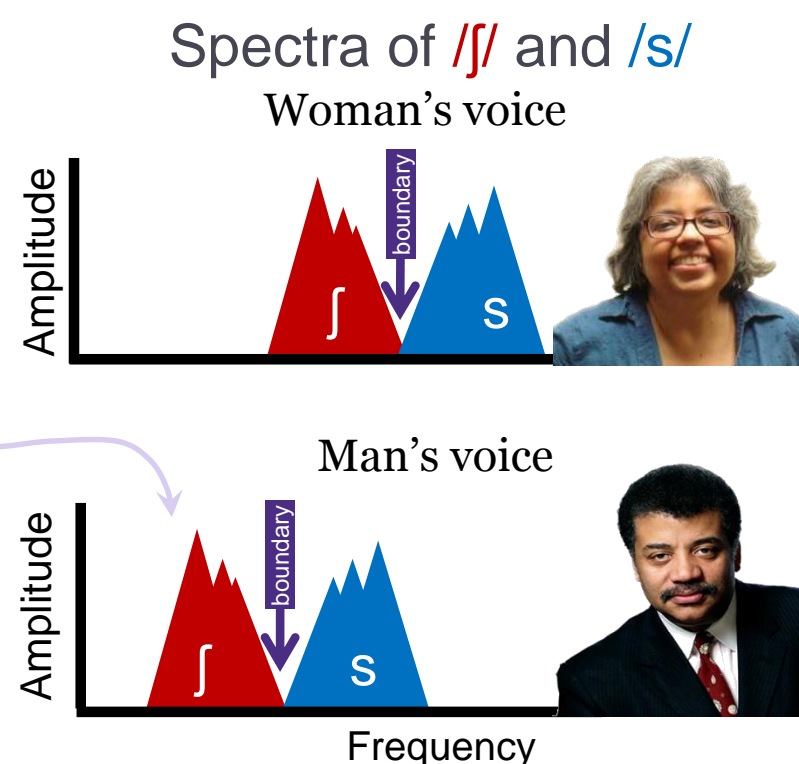 Spectra of /ʃ/ and /s/
Woman's voice
Amplitude
boundary
ʃ
s
Man's voice
Amplitude
boundary
ʃ
s
Frequency